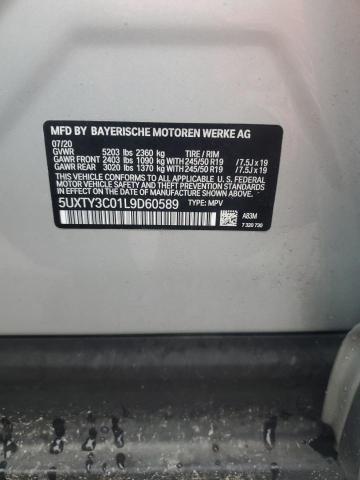 MFD BY BAYERISCHE MOTOREN WERKE AG
07/20
GVWR 5203 lbs 2360 kg TIRE / RIM
GAWR FRONT 2403 lbs 1090 kg WITH 245/50 R19 /7.5J x 19
GAWR REAR 3020 lbs 1370 kg WITH 245/50 R19 /7.5J x 19
THIS VEHICLE CONFORMS TO ALL APPLICABLE U.S. FEDERAL
MOTOR VEHICLE SAFETY, BUMPER, AND THEFT PREVENTION
STANDARDS IN EFFECT ON THE DATE OF MANUFACTURE SHOWN ABOVE.
5UXTY3C01L9D60589 TYPE: MPV
A83M
7 320 730